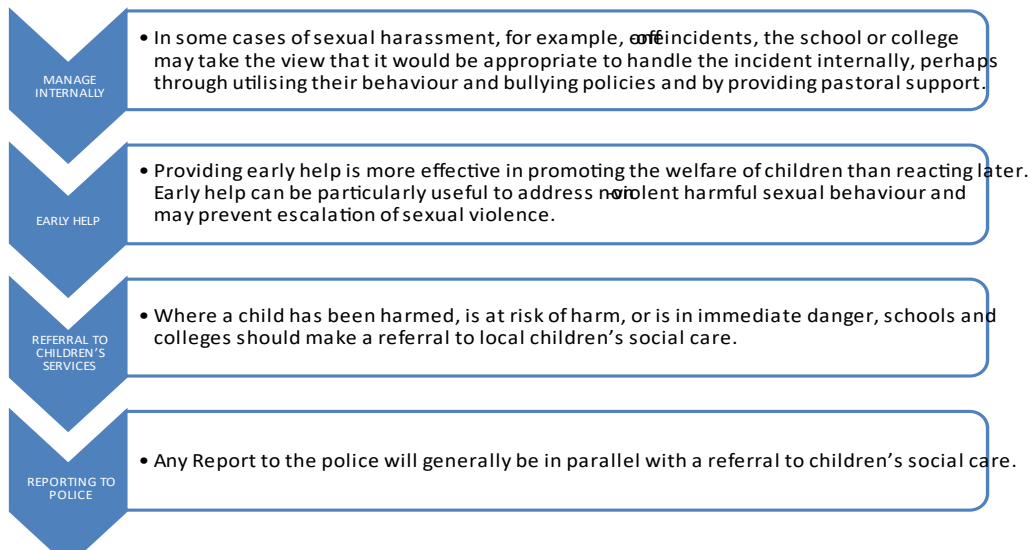 MANAGE
INTERNALLY
• In some cases of sexual harassment, for example, one-off incidents, the school or college
may take the view that it would be appropriate to handle the incident internally, perhaps
through utilising their behaviour and bullying policies and by providing pastoral support.
EARLY HELP
• Providing early help is more effective in promoting the welfare of children than reacting later.
Early help can be particularly useful to address non-violent harmful sexual behaviour and
may prevent escalation of sexual violence.
REFERRAL TO
CHILDREN’S
SERVICES
• Where a child has been harmed, is at risk of harm, or is in immediate danger, schools and
colleges should make a referral to local children’s social care.
REPORTING TO
POLICE
• Any Report to the police will generally be in parallel with a referral to children’s social care.